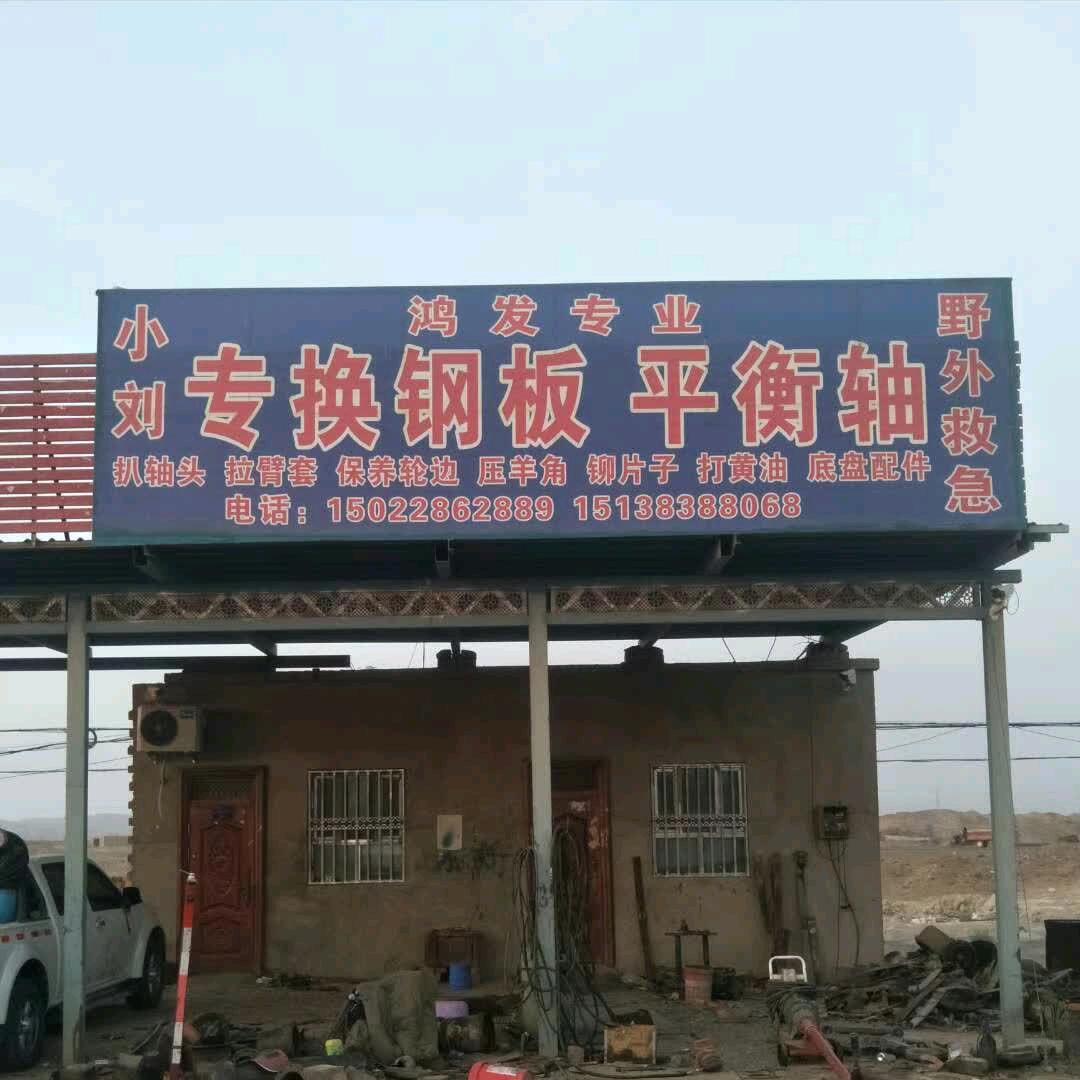 小刘
鸿发专业
野外救急
专换钢板 平衡轴
扒轴头 拉臂套 保养轮边 压羊角 铆片子 打黄油 底盘配件
电话：15022862889 15138388068